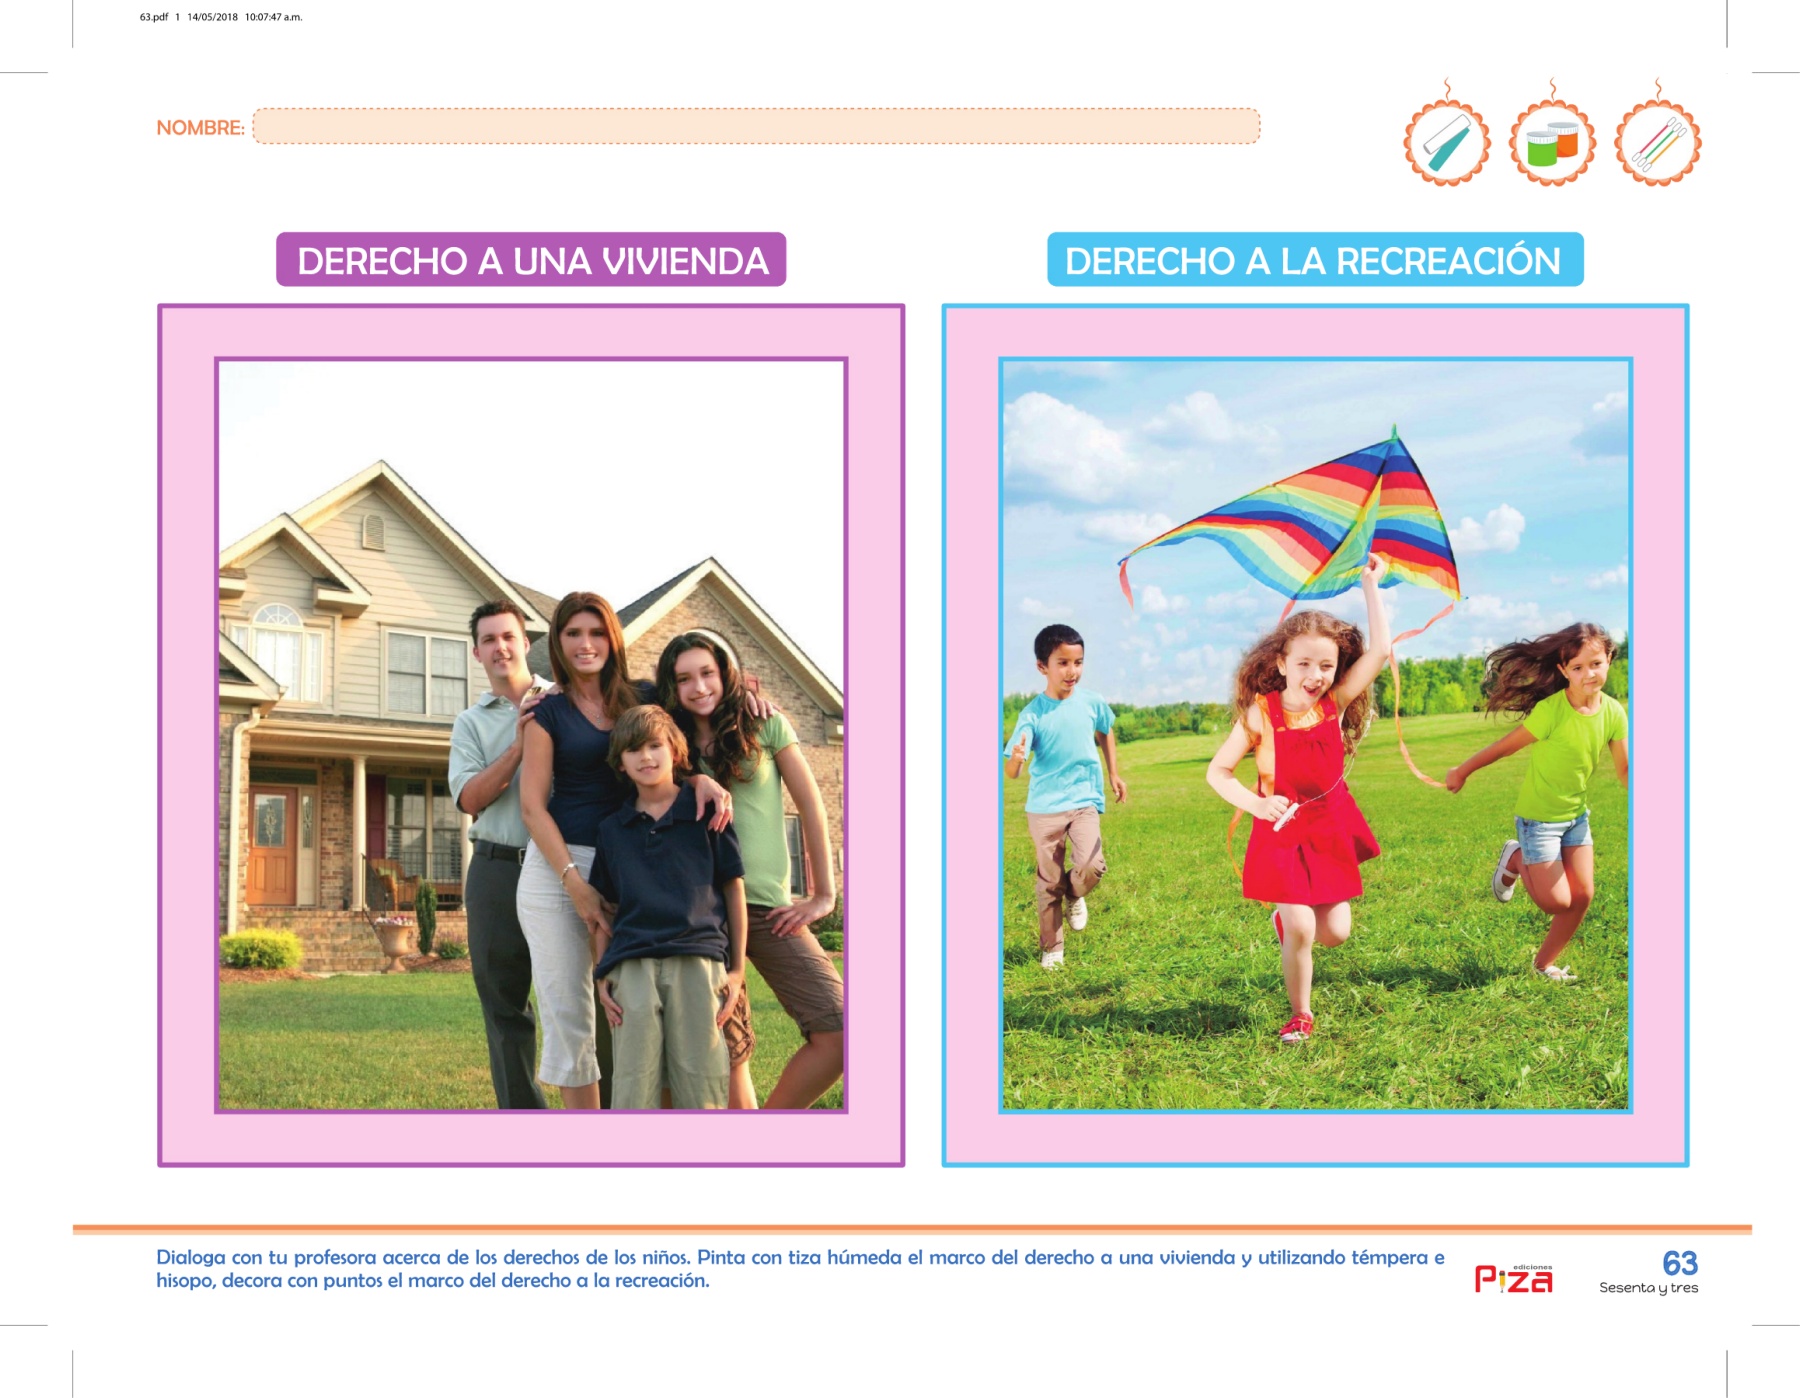 63.pdf 1 14/05/2018 10:07:47 a.m.
NOMBRE:
DERECHO A UNA VIVIENDA
DERECHO A LA RECREACIÓN
Dialoga con tu profesora acerca de los derechos de los niños. Pinta con tiza húmeda el marco del derecho a una vivienda y utilizando témpera e
hisopo, decora con puntos el marco del derecho a la recreación.
ediciones
Piza
63
Sesenta y tres